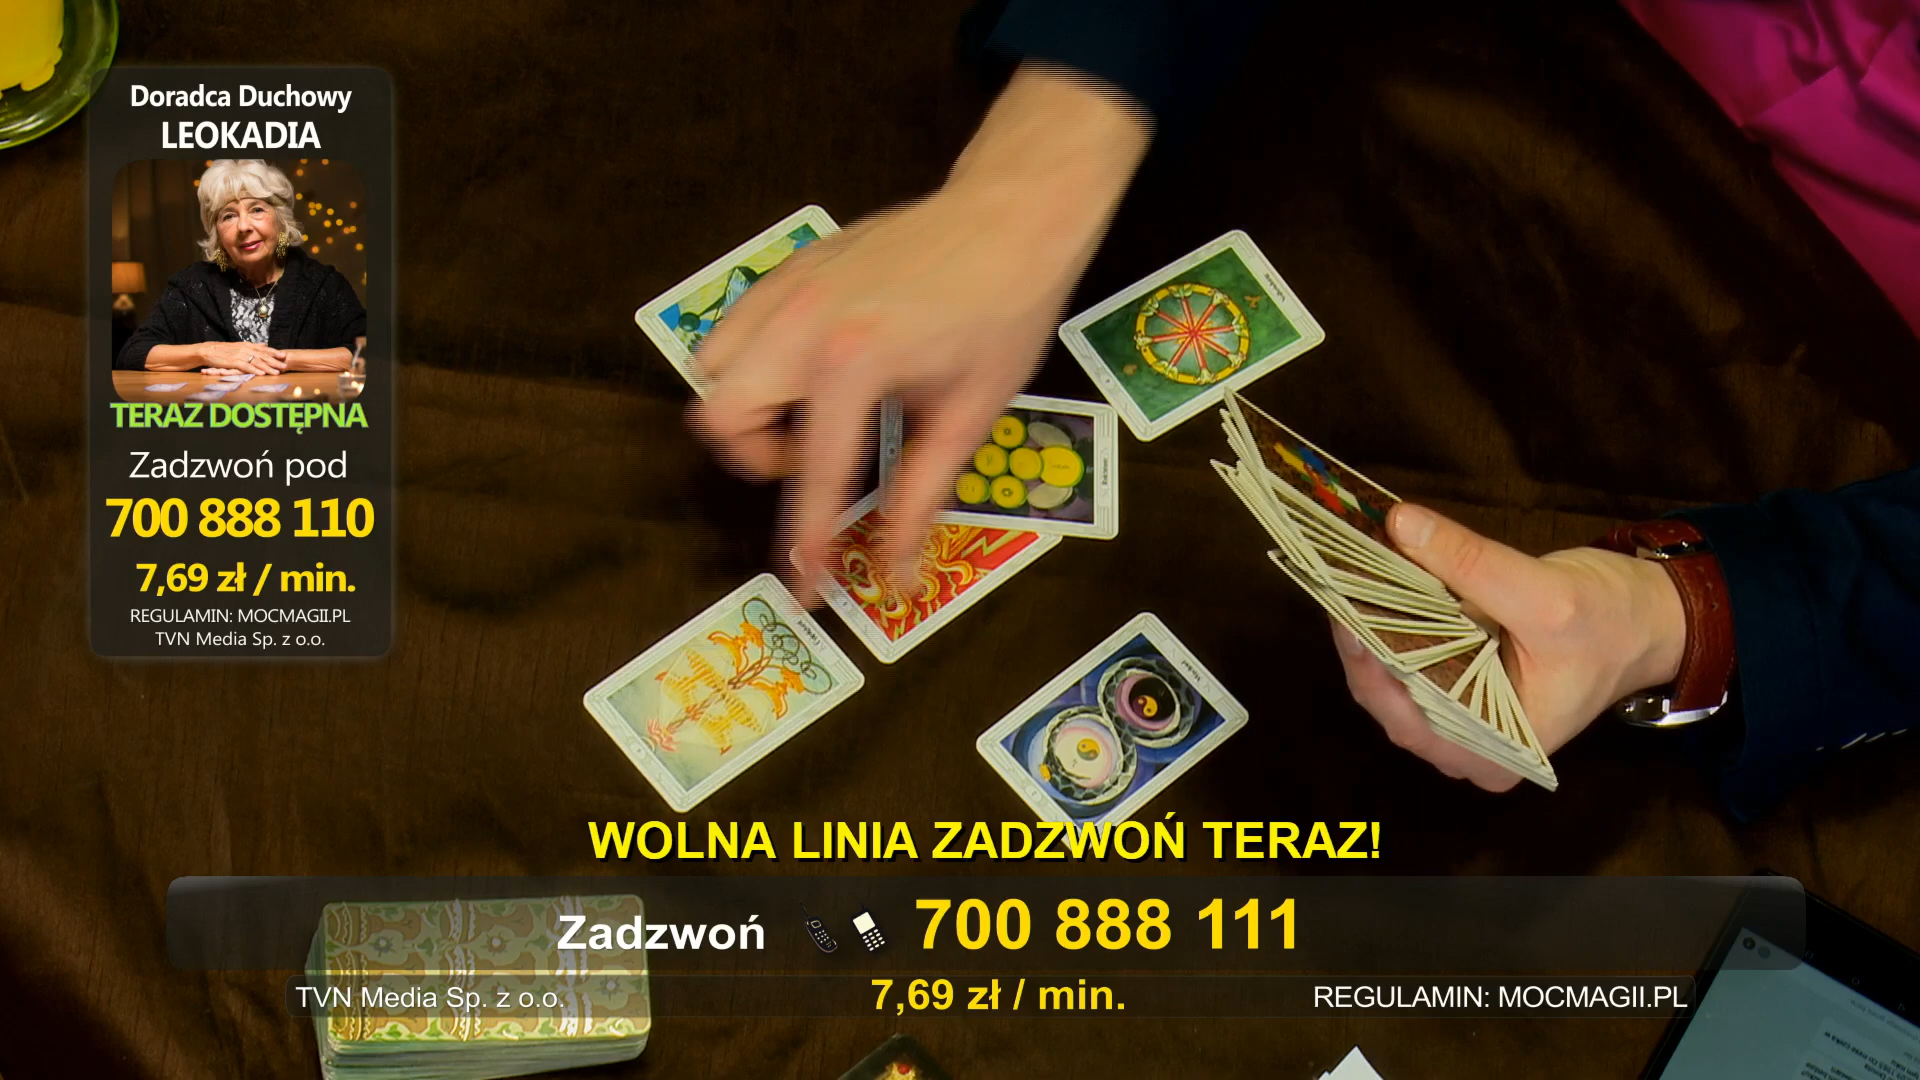 Doradca Duchowy
LEOKADIA
TERAZ DOSTĘPNA
Zadzwoń pod
700 888 110
7,69 zł / min.
REGULAMIN: MOCMAGII.PL
TVN Media Sp. z o.o.
WOLNA LINIA ZADZWOŃ TERAZ!
Zadzwoń 700 888 111
TVN Media Sp. z o.o. 7,69 zł / min. REGULAMIN: MOCMAGII.PL